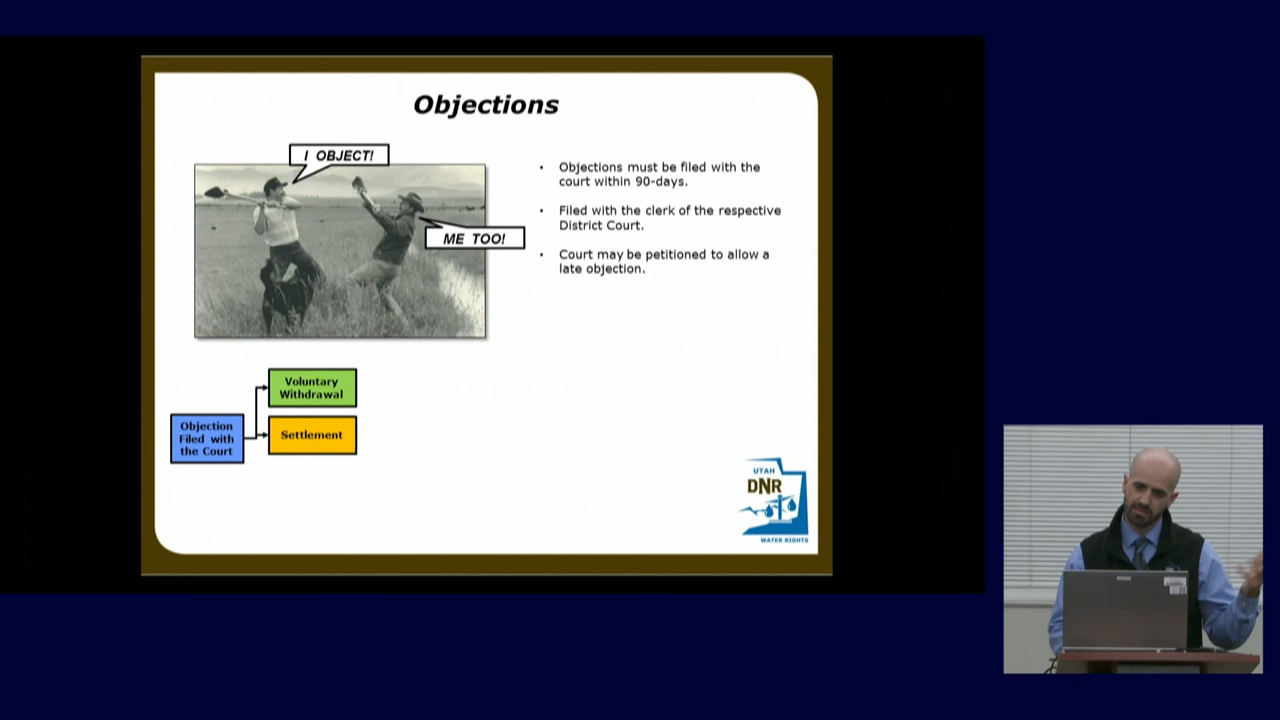 Objections
I OBJECT!
ME TOO!
• Objections must be filed with the
court within 90-days.
• Filed with the clerk of the respective
District Court.
• Court may be petitioned to allow a
late objection.
Voluntary
Withdrawal
Objection
Filed with
the Court
Settlement
UTAH
DNR
WATER RIGHTS